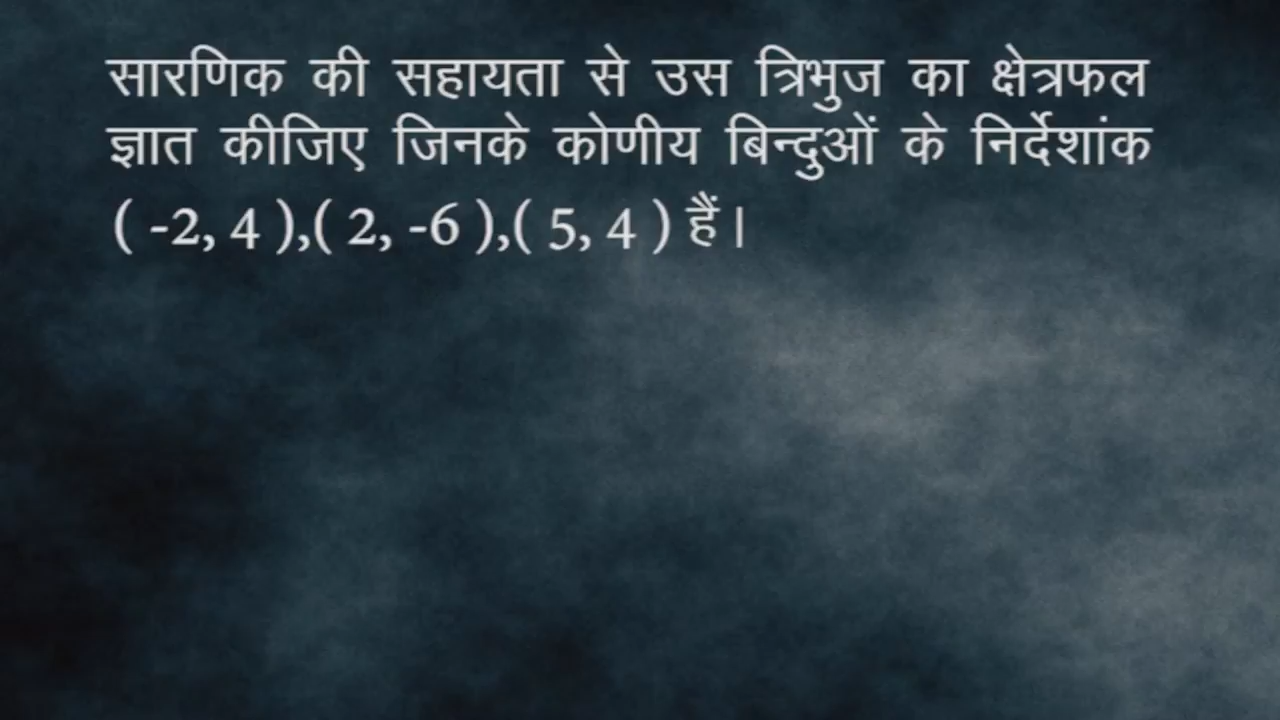 सारणिक की सहायता से उस त्रिभुज का क्षेत्रफल
ज्ञात कीजिए जिनके कोणीय बिन्दुओं के निर्देशांक
( -2, 4 ),( 2, -6 ),( 5, 4 ) हैं।